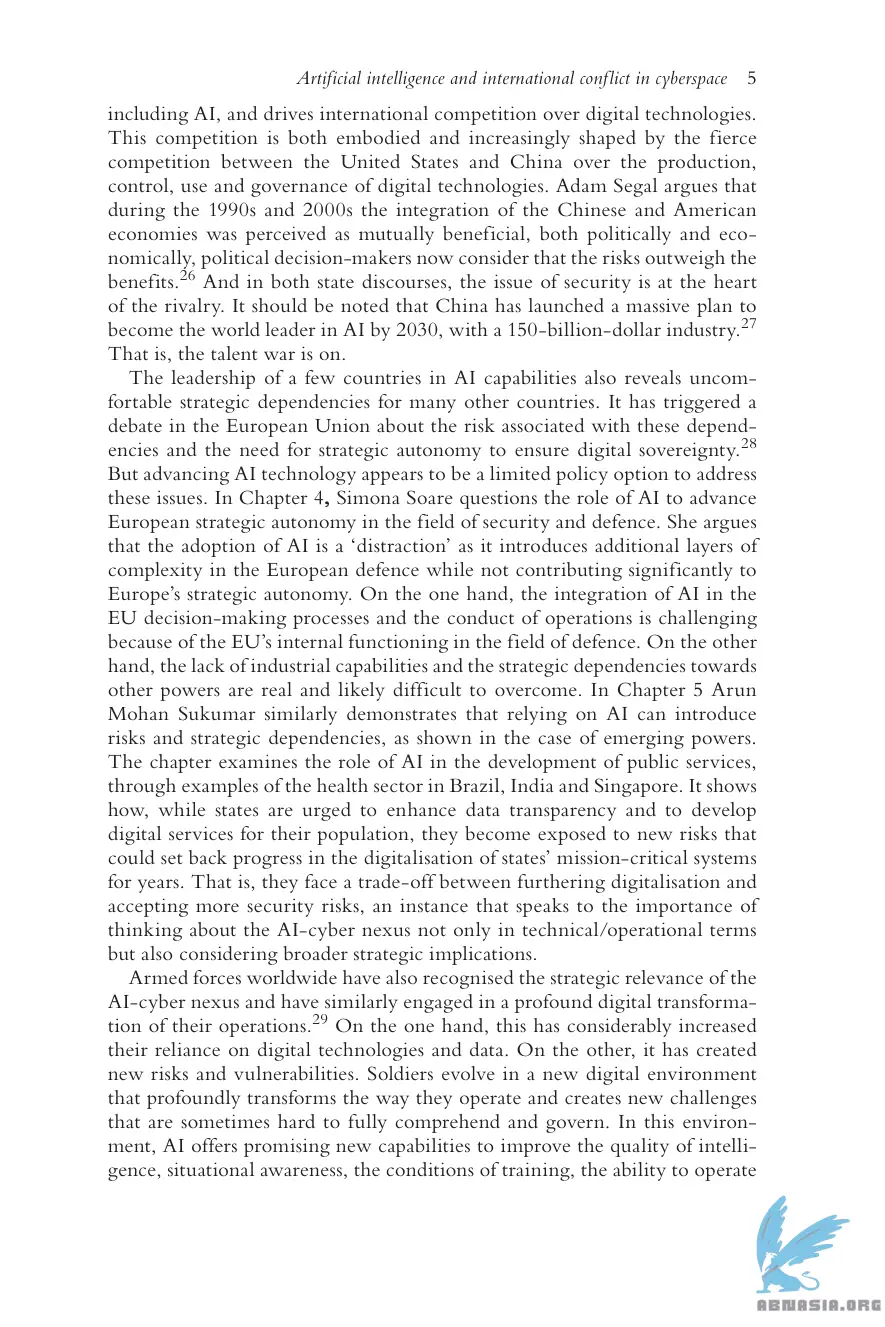 Artificial intelligence and international conflict in cyberspace 5
including AI, and drives international competition over digital technologies.
This competition is both embodied and increasingly shaped by the fierce
competition between the United States and China over the production,
control, use and governance of digital technologies. Adam Segal argues that
during the 1990s and 2000s the integration of the Chinese and American
economies was perceived as mutually beneficial, both politically and eco-
nomically, political decision-makers now consider that the risks outweigh the
benefits.26 And in both state discourses, the issue of security is at the heart
of the rivalry. It should be noted that China has launched a massive plan to
become the world leader in AI by 2030, with a 150-billion-dollar industry.27
That is, the talent war is on.
The leadership of a few countries in AI capabilities also reveals uncom-
fortable strategic dependencies for many other countries. It has triggered a
debate in the European Union about the risk associated with these depend-
encies and the need for strategic autonomy to ensure digital sovereignty.28
But advancing AI technology appears to be a limited policy option to address
these issues. In Chapter 4, Simona Soare questions the role of AI to advance
European strategic autonomy in the field of security and defence. She argues
that the adoption of AI is a ‘distraction’ as it introduces additional layers of
complexity in the European defence while not contributing significantly to
Europe’s strategic autonomy. On the one hand, the integration of AI in the
EU decision-making processes and the conduct of operations is challenging
because of the EU’s internal functioning in the field of defence. On the other
hand, the lack of industrial capabilities and the strategic dependencies towards
other powers are real and likely difficult to overcome. In Chapter 5 Arun
Mohan Sukumar similarly demonstrates that relying on AI can introduce
risks and strategic dependencies, as shown in the case of emerging powers.
The chapter examines the role of AI in the development of public services,
through examples of the health sector in Brazil, India and Singapore. It shows
how, while states are urged to enhance data transparency and to develop
digital services for their population, they become exposed to new risks that
could set back progress in the digitalisation of states’ mission-critical systems
for years. That is, they face a trade-off between furthering digitalisation and
accepting more security risks, an instance that speaks to the importance of
thinking about the AI-cyber nexus not only in technical/operational terms
but also considering broader strategic implications.
Armed forces worldwide have also recognised the strategic relevance of the
AI-cyber nexus and have similarly engaged in a profound digital transforma-
tion of their operations.29 On the one hand, this has considerably increased
their reliance on digital technologies and data. On the other, it has created
new risks and vulnerabilities. Soldiers evolve in a new digital environment
that profoundly transforms the way they operate and creates new challenges
that are sometimes hard to fully comprehend and govern. In this environ-
ment, AI offers promising new capabilities to improve the quality of intelli-
gence, situational awareness, the conditions of training, the ability to operate
ABNASIA.ORG